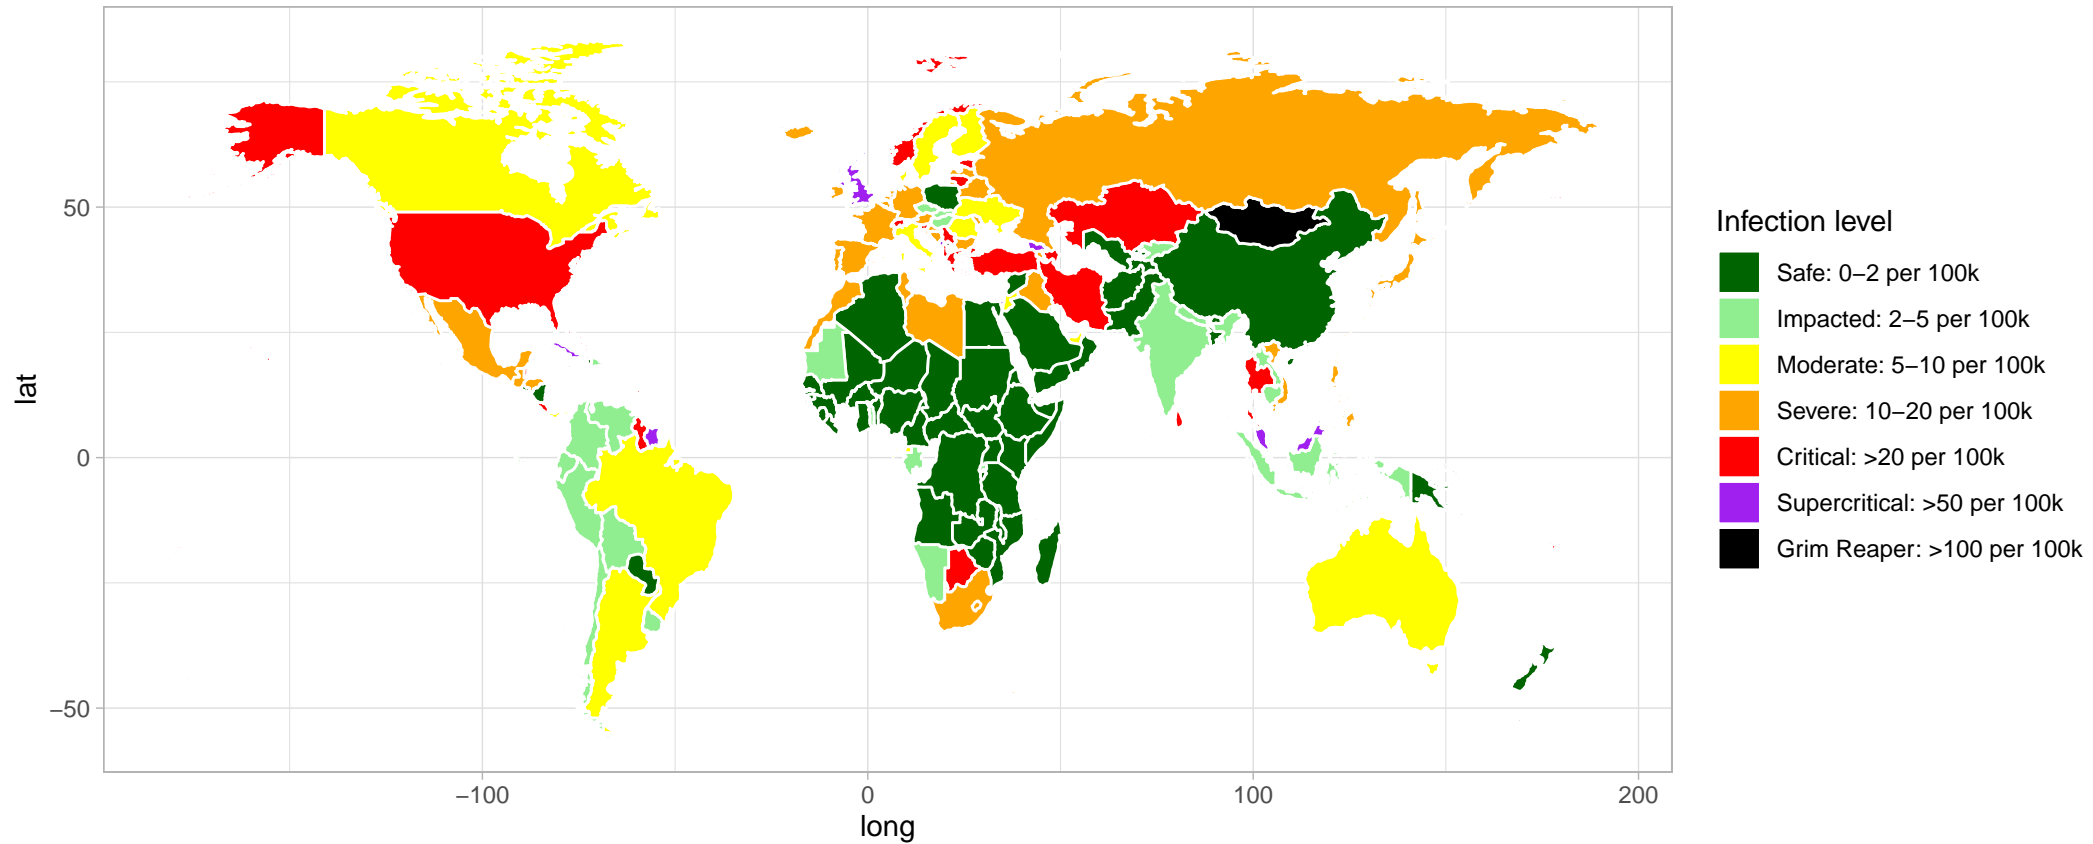 Infection level
Safe: 0–2 per 100k
Impacted: 2–5 per 100k
Moderate: 5–10 per 100k
Severe: 10–20 per 100k
Critical: >20 per 100k
Supercritical: >50 per 100k
Grim Reaper: >100 per 100k
lat
50
0
−50
−100
0
100
200
long